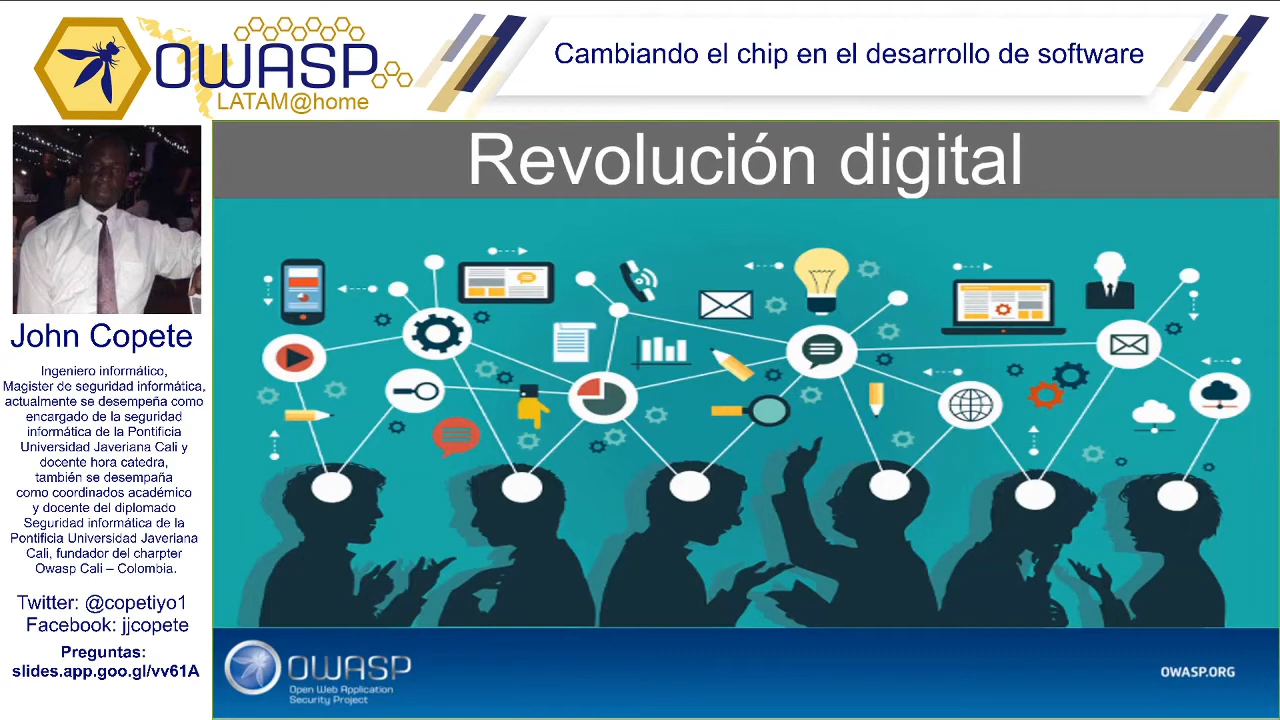 OWASP
LATAM@home
Cambiando el chip en el desarrollo de software
Revolución digital
John Copete
Ingeniero informático,
Magister de seguridad informática,
actualmente se desempeña como
encargado de la seguridad
informática de la Pontificia
Universidad Javeriana Cali y
docente hora catedra,
también se desempaña
como coordinados académico
y docente del diplomado
Seguridad informática de la
Pontificia Universidad Javeriana
Cali, fundador del charpter
Owasp Cali – Colombia.
Twitter: @copetiyo1
Facebook: jjcopete
Preguntas:
slides.app.goo.gl/vv61A
OWASP
Open Web Application
Security Project
OWASP.ORG